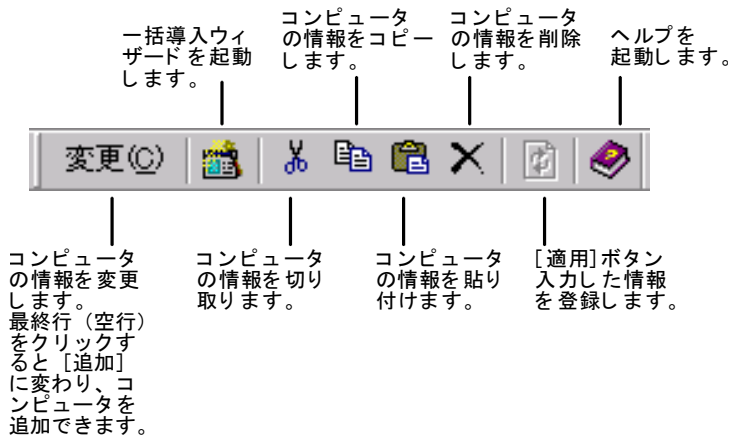 一括導入ウィ
ザードを起動
します。
コンピュータ
の情報をコピー
します。
コンピュータ
の情報を削除
します。
ヘルプを
起動します。
変更(C)
コンピュータ
の情報を変更
します。
最終行（空行）
をクリックす
ると［追加］
に変わり、コ
ンピュータを
追加できます。
コンピュータ
の情報を切り
取ります。
コンピュータ
の情報を貼り
付けます。
[適用]ボタン
入力した情報
を登録します。